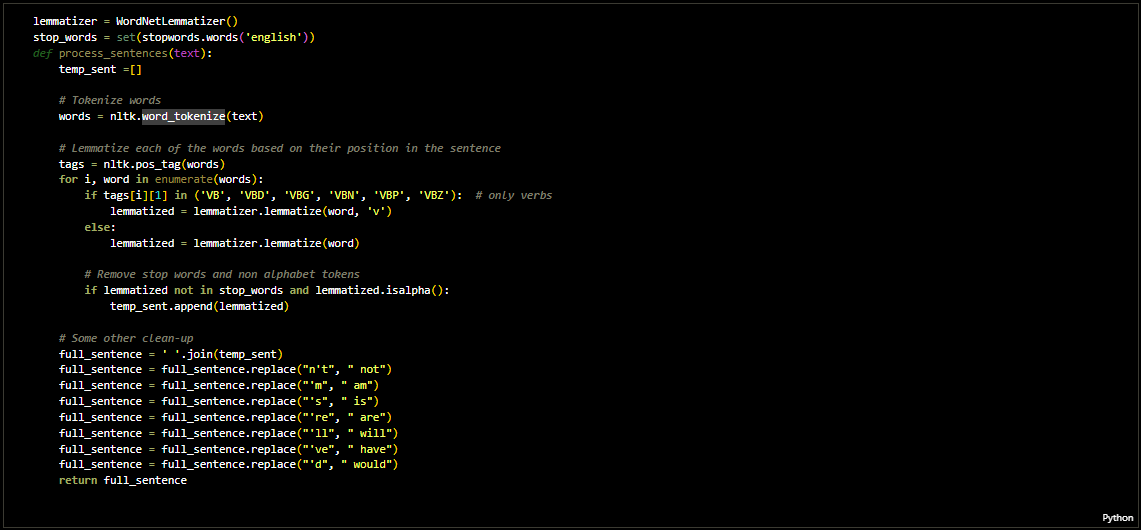 lemmatizer = WordNetLemmatizer()
stop_words = set(stopwords.words('english'))
def process_sentences(text):
    temp_sent =[]

    # Tokenize words
    words = nltk.word_tokenize(text)

    # Lemmatize each of the words based on their position in the sentence
    tags = nltk.pos_tag(words)
    for i, word in enumerate(words):
        if tags[i][1] in ('VB', 'VBD', 'VBG', 'VBN', 'VBP', 'VBZ'):  # only verbs
            lemmatized = lemmatizer.lemmatize(word, 'v')
        else:
            lemmatized = lemmatizer.lemmatize(word)

        # Remove stop words and non alphabet tokens
        if lemmatized not in stop_words and lemmatized.isalpha():
            temp_sent.append(lemmatized)

    # Some other clean-up
    full_sentence = ' '.join(temp_sent)
    full_sentence = full_sentence.replace("n't", " not")
    full_sentence = full_sentence.replace("'m", " am")
    full_sentence = full_sentence.replace("'s", " is")
    full_sentence = full_sentence.replace("'re", " are")
    full_sentence = full_sentence.replace("'ll", " will")
    full_sentence = full_sentence.replace("'ve", " have")
    full_sentence = full_sentence.replace("'d", " would")
    return full_sentence
Python